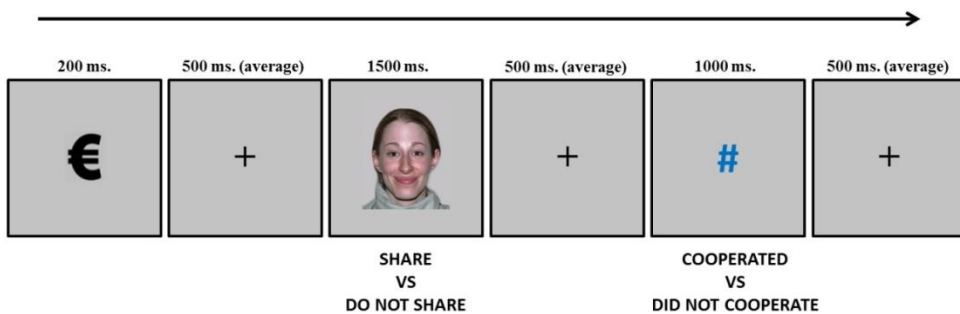 200 ms.
500 ms. (average)
1500 ms.
500 ms. (average)
1000 ms.
500 ms. (average)
€
+
+
#
+
SHARE
VS
DO NOT SHARE
COOPERATED
VS
DID NOT COOPERATE